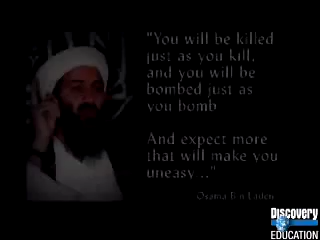 "You will be killed
just as you kill,
and you will be
bombed just as
you bomb
And expect more
that will make you
uneasy .."
Osama Bin Laden
Discovery
EDUCATION